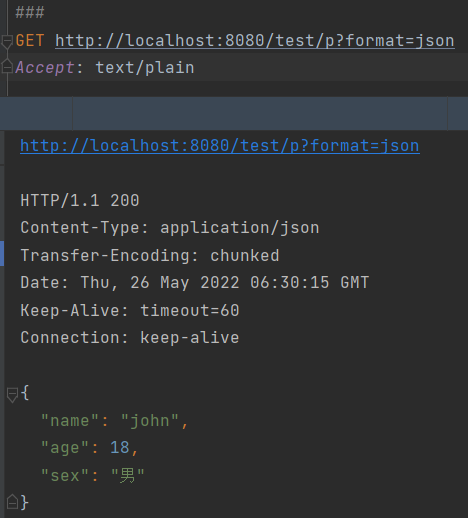 ###
GET http://localhost:8080/test/p?format=json
Accept: text/plain
http://localhost:8080/test/p?format=json
HTTP/1.1 200
Content-Type: application/json
Transfer-Encoding: chunked
Date: Thu, 26 May 2022 06:30:15 GMT
Keep-Alive: timeout=60
Connection: keep-alive
{
  "name": "john",
  "age": 18,
  "sex": "男"
}